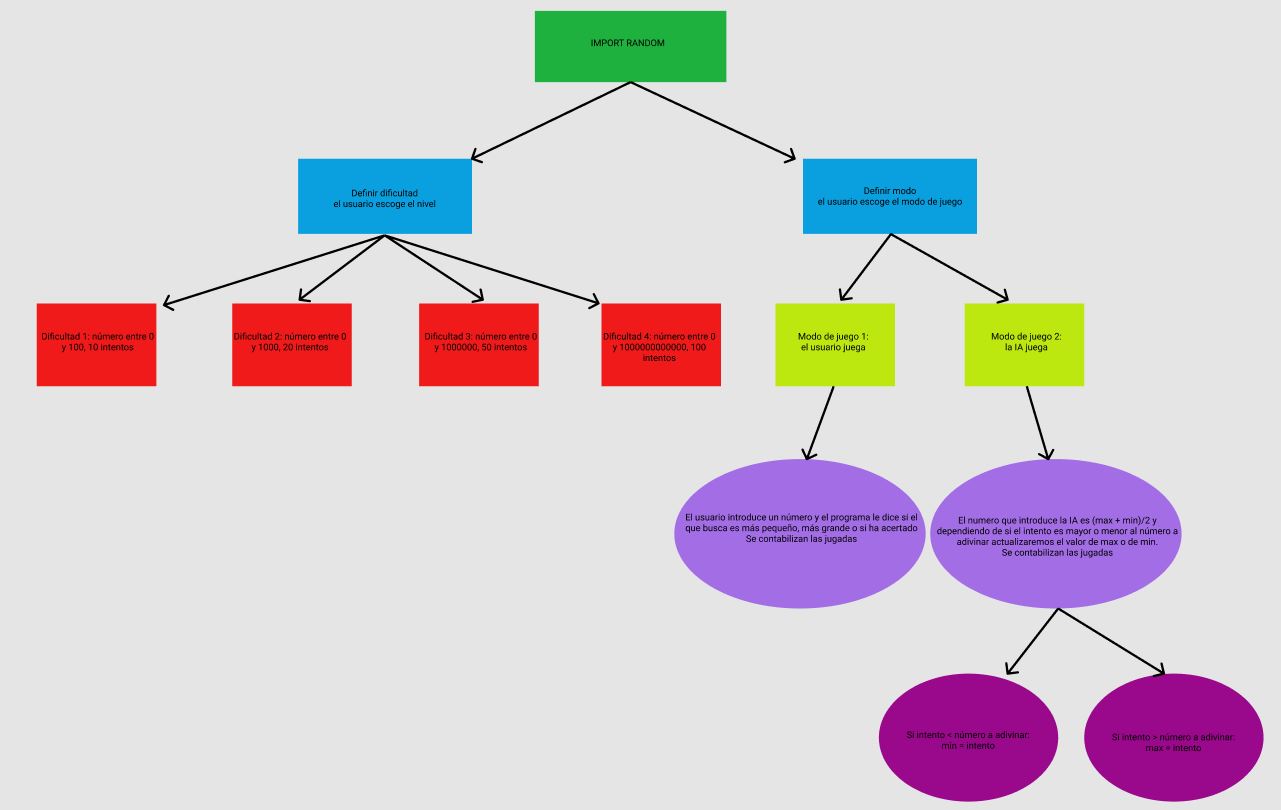 IMPORT RANDOM
Definir dificultad
el usuario escoge el nivel
Definir modo
el usuario escoge el modo de juego
Dificultad 1: número entre 0
y 100, 10 intentos
Dificultad 2: número entre 0
y 1000, 20 intentos
Dificultad 3: número entre 0
y 1000000, 50 intentos
Dificultad 4: número entre 0
y 1000000000000, 100
intentos
Modo de juego 1:
el usuario juega
Modo de juego 2:
la IA juega
El usuario introduce un número y el programa le dice si el
que busca es más pequeño, más grande o si ha acertado
Se contabilizan las jugadas
El numero que introduce la IA es (max + min)/2 y
dependiendo de si el intento es mayor o menor al número a
adivinar actualizaremos el valor de max o de min.
Se contabilizan las jugadas
Si intento < número a adivinar:
min = intento
Si intento > número a adivinar:
max = intento